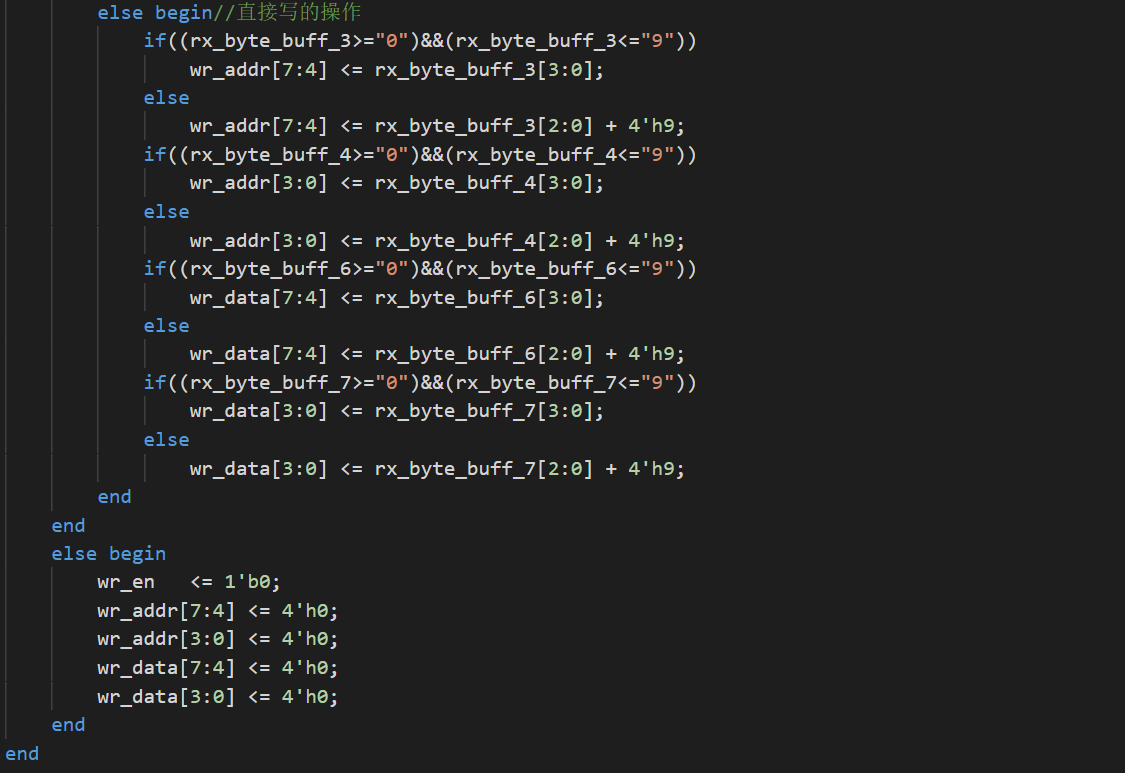 else begin//直接写的操作
if((rx_byte_buff_3>="0")&&(rx_byte_buff_3<="9"))
wr_addr[7:4] <= rx_byte_buff_3[3:0];
else
wr_addr[7:4] <= rx_byte_buff_3[2:0] + 4'h9;
if((rx_byte_buff_4>="0")&&(rx_byte_buff_4<="9"))
wr_addr[3:0] <= rx_byte_buff_4[3:0];
else
wr_addr[3:0] <= rx_byte_buff_4[2:0] + 4'h9;
if((rx_byte_buff_6>="0")&&(rx_byte_buff_6<="9"))
wr_data[7:4] <= rx_byte_buff_6[3:0];
else
wr_data[7:4] <= rx_byte_buff_6[2:0] + 4'h9;
if((rx_byte_buff_7>="0")&&(rx_byte_buff_7<="9"))
wr_data[3:0] <= rx_byte_buff_7[3:0];
else
wr_data[3:0] <= rx_byte_buff_7[2:0] + 4'h9;
end
end
else begin
wr_en   <= 1'b0;
wr_addr[7:4] <= 4'h0;
wr_addr[3:0] <= 4'h0;
wr_data[7:4] <= 4'h0;
wr_data[3:0] <= 4'h0;
end
end